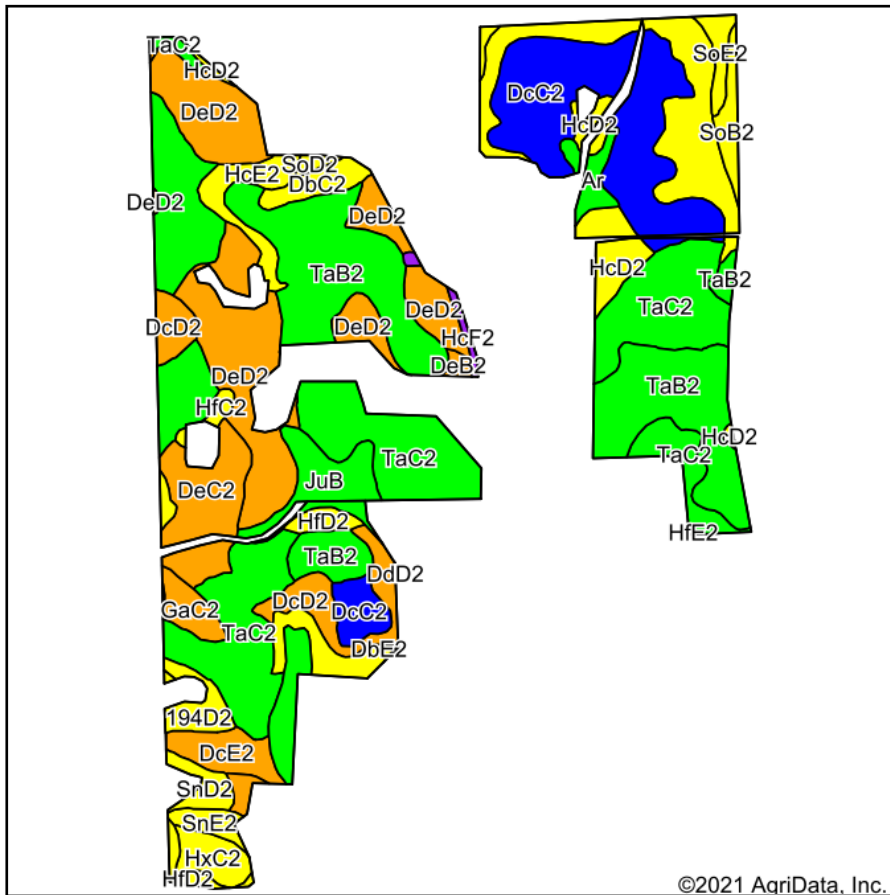 TaC2
HcD2
DeD2
SoE2
DcC2
HcD2
SoB2
SoD2
HcE2
DbC2
Ar
DeD2
DeD2
TaB2
HcD2
TaB2
TaC2
DcD2
DeD2
DeD2
HcF2
DeB2
DeD2
TaB2
HfC2
HcD2
TaC2
TaC2
DeC2
JuB
HfD2
HfE2
TaB2
DdD2
DcD2
GaC2
DcC2
TaC2
DbE2
194D2
DcE2
SnD2
SnE2
HxC2
HfD2
©2021 AgriData, Inc.